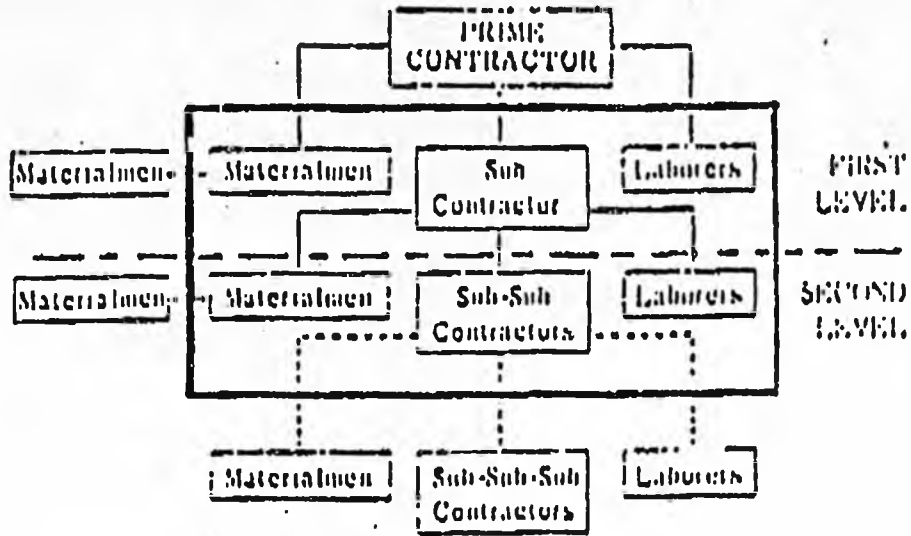 PRIME
CONTRACTOR
Materialmen
Materialmen
Sub
Contractor
Laborers
FIRST
LEVEL
Materialmen
Materialmen
Sub-Sub
Contractors
Laborers
SECOND
LEVEL
Materialmen
Sub-Sub-Sub
Contractors
Laborers